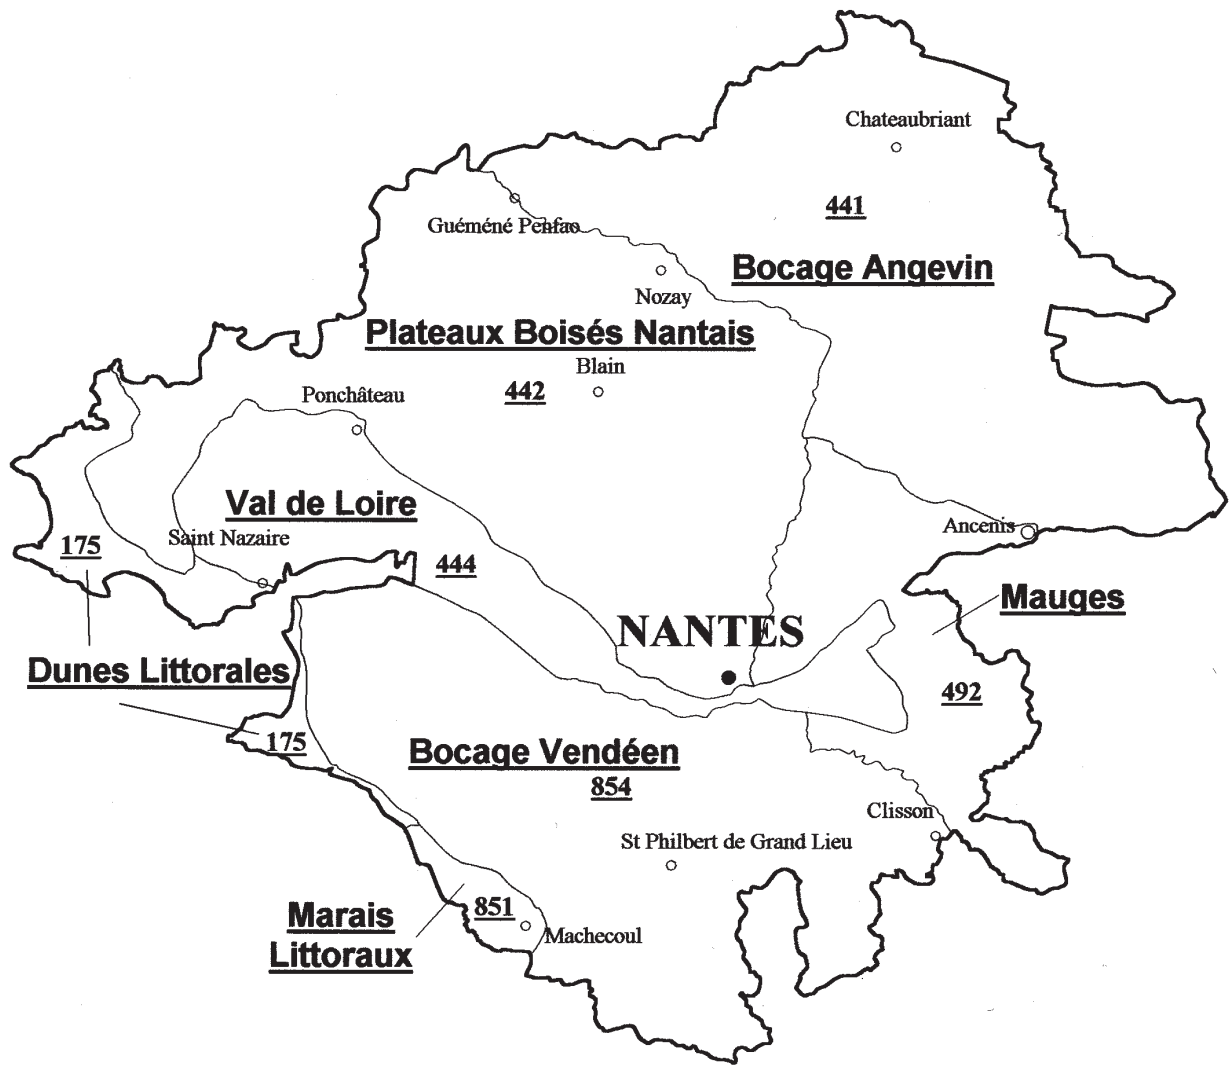 Chateaubriant
441
Guéméné Penfao
Bocage Angevin
Nozay
Plateaux Boisés Nantais
Blain
442
Ponchâteau
Val de Loire
Saint Nazaire
Ancenis
175
444
Mauges
NANTES
Dunes Littorales
492
175
Bocage Vendéen
854
Clisson
St Philbert de Grand Lieu
851
Marais
Littoraux
Machecoul